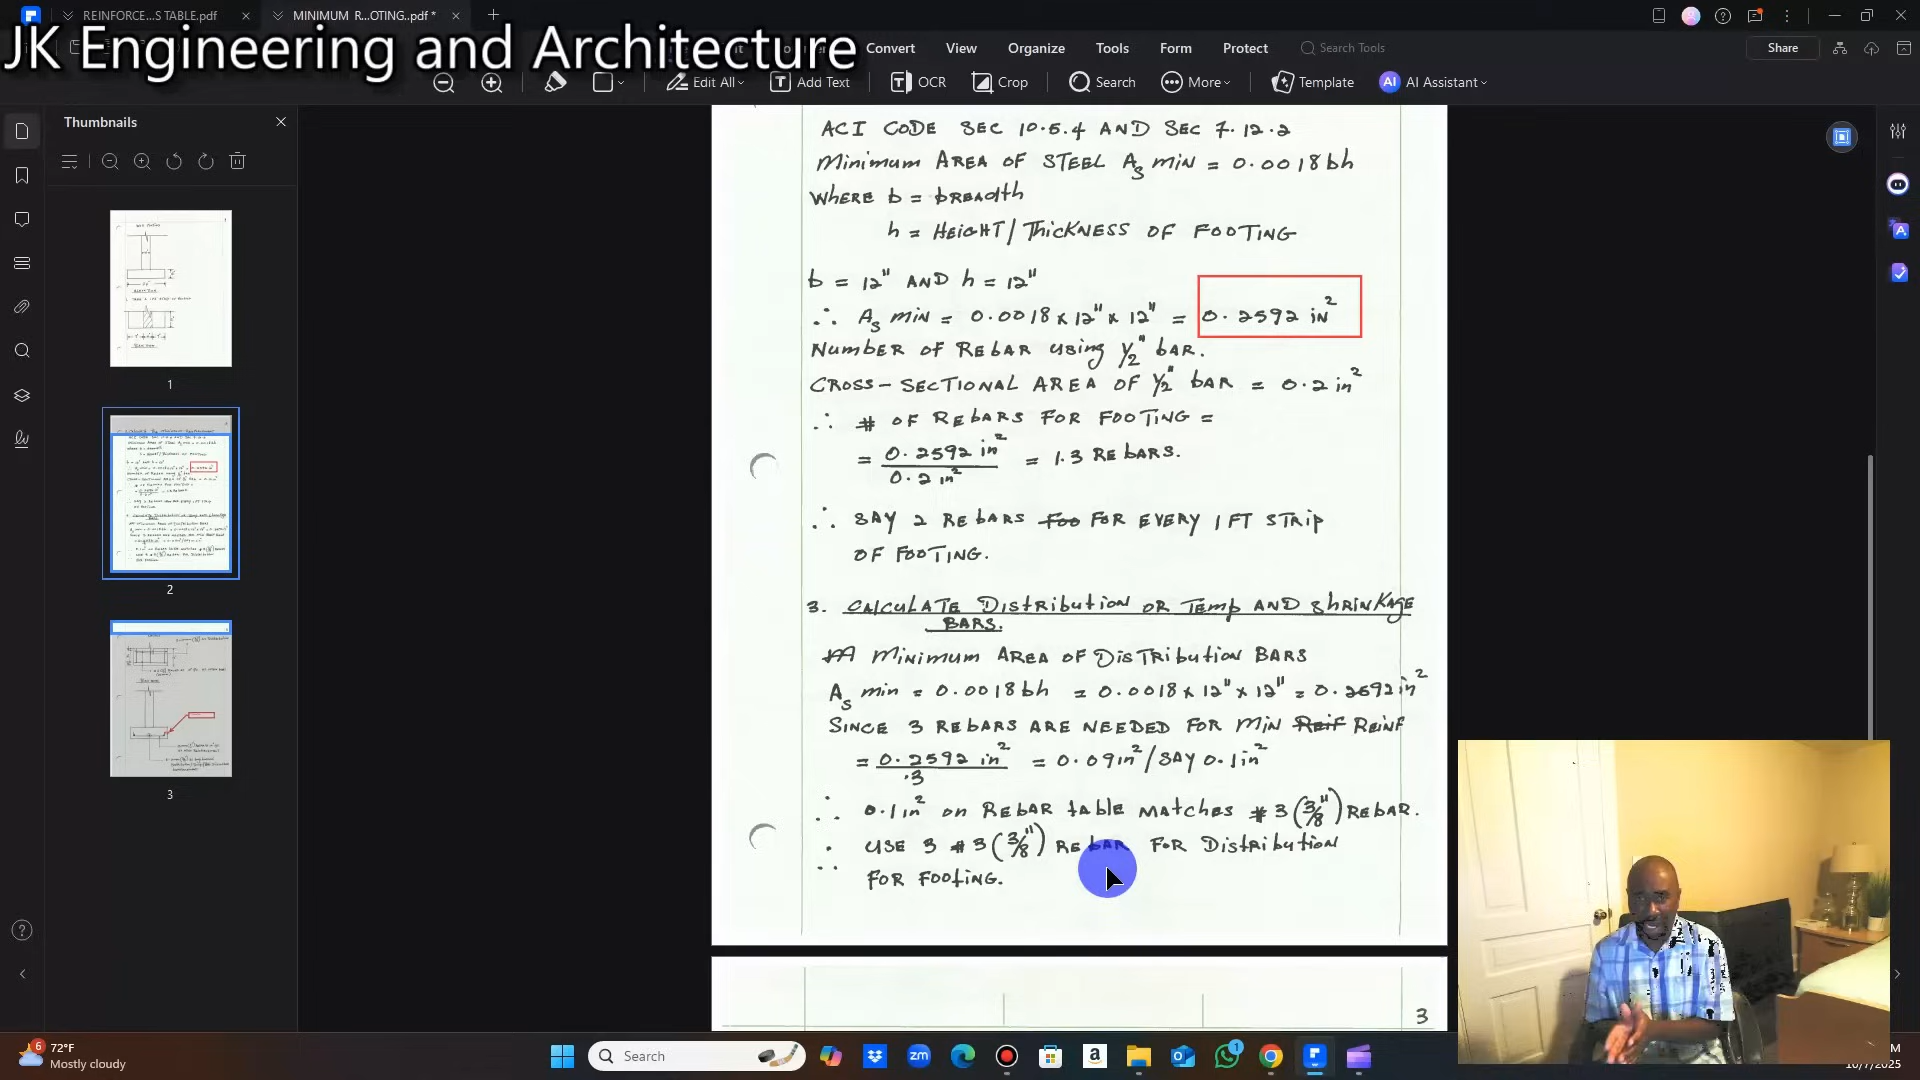 REINFORCE...S TABLE.pdf
MINIMUM R...OTING..pdf *
JK Engineering and Architecture
Convert
View
Organize
Tools
Form
Protect
Search Tools
Share
Edit All
Add Text
OCR
Crop
Search
More
Template
AI AI Assistant
Thumbnails
1
2
3
ACI CODE SEC 10.5.4 AND SEC 7.12.2
MINIMUM AREA OF STEEL As MIN = 0.0018bh
WHERE b = BREADTH
h = HEIGHT/THICKNESS OF FOOTING
b = 12" AND h = 12"
∴ As MIN = 0.0018 x 12" x 12" = 0.2592 IN²
NUMBER OF REBAR USING 1/2" BAR.
CROSS-SECTIONAL AREA OF 1/2" BAR = 0.2 in²
∴ # OF REBARS FOR FOOTING =
= 0.2592 in² / 0.2 in² = 1.3 REBARS.
∴ SAY 2 REBARS FOO FOR EVERY 1 FT STRIP
OF FOOTING.
3. CALCULATE DISTRIBUTION OR TEMP AND SHRINKAGE
BARS.
MINIMUM AREA OF DISTRIBUTION BARS
As min = 0.0018bh = 0.0018 x 12" x 12" = 0.2592 in²
SINCE 3 REBARS ARE NEEDED FOR MIN REIF REINF
= 0.2592 in² / 3 = 0.09in²/SAY 0.1in²
∴ 0.1in² on REBAR TABLE MATCHES #3 (3/8") REBAR.
∴ USE 3 #3 (3/8") REBAR FOR DISTRIBUTION
FOR FOOTING.
3
6
72°F
Mostly cloudy
Search
zm
1
10/7/2025